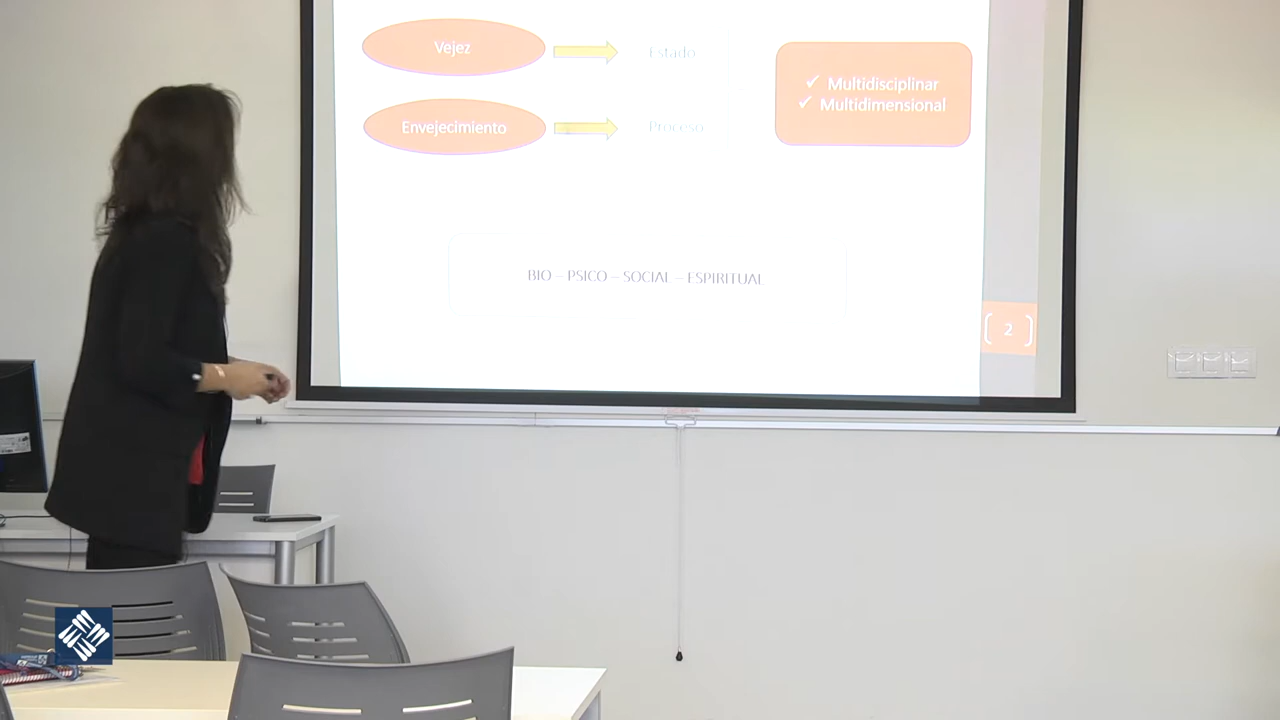 Vejez
Estado
Envejecimiento
Proceso
✓ Multidisciplinar
✓ Multidimensional
BIO – PSICO – SOCIAL – ESPIRITUAL
2